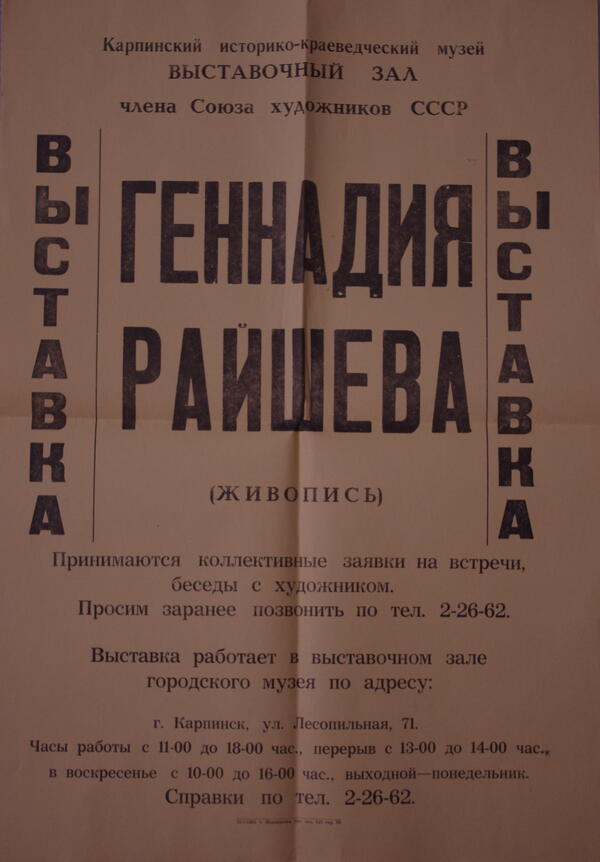 Карпинский историко-краеведческий музей
ВЫСТАВОЧНЫЙ ЗАЛ
члена Союза художников СССР
ВЫСТАВКА
ГЕННАДИЯ
РАЙШЕВА
ВЫСТАВКА
(ЖИВОПИСЬ)
Принимаются коллективные заявки на встречи,
беседы с художником.
Просим заранее позвонить по тел. 2-26-62.
Выставка работает в выставочном зале
городского музея по адресу:
г. Карпинск, ул. Лесопильная, 71.
Часы работы с 11-00 до 18-00 час., перерыв с 13-00 до 14-00 час.,
в воскресенье с 10-00 до 16-00 час., выходной—понедельник.
Справки по тел. 2-26-62.